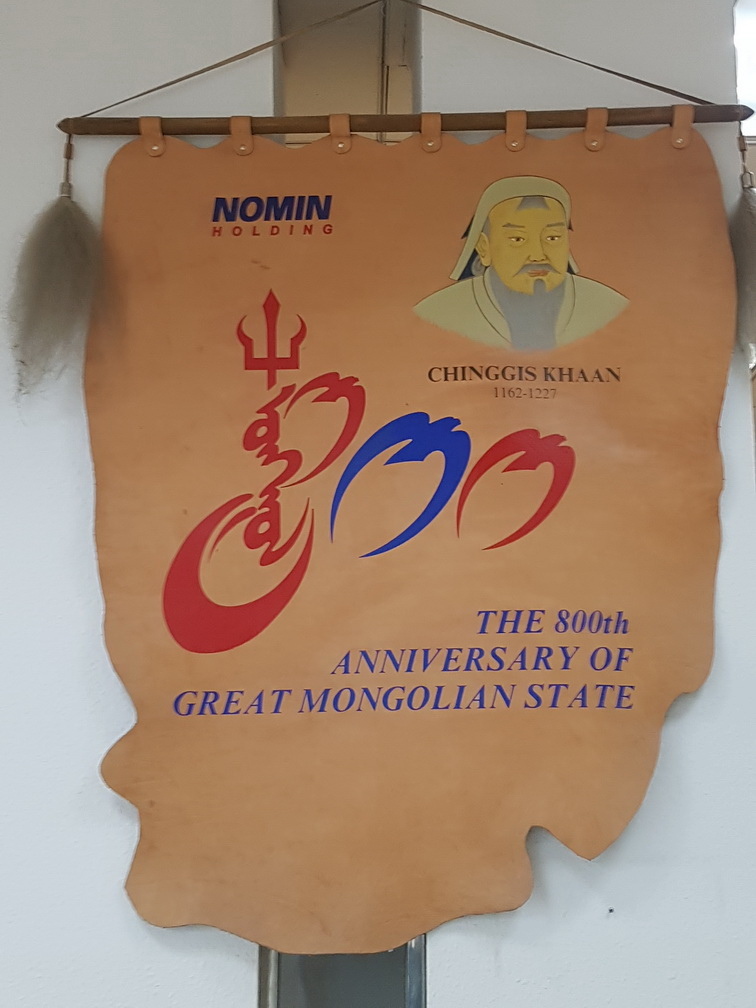 NOMIN
HOLDING
CHINGGIS KHAAN
1162-1227
THE 800th
ANNIVERSARY OF
GREAT MONGOLIAN STATE